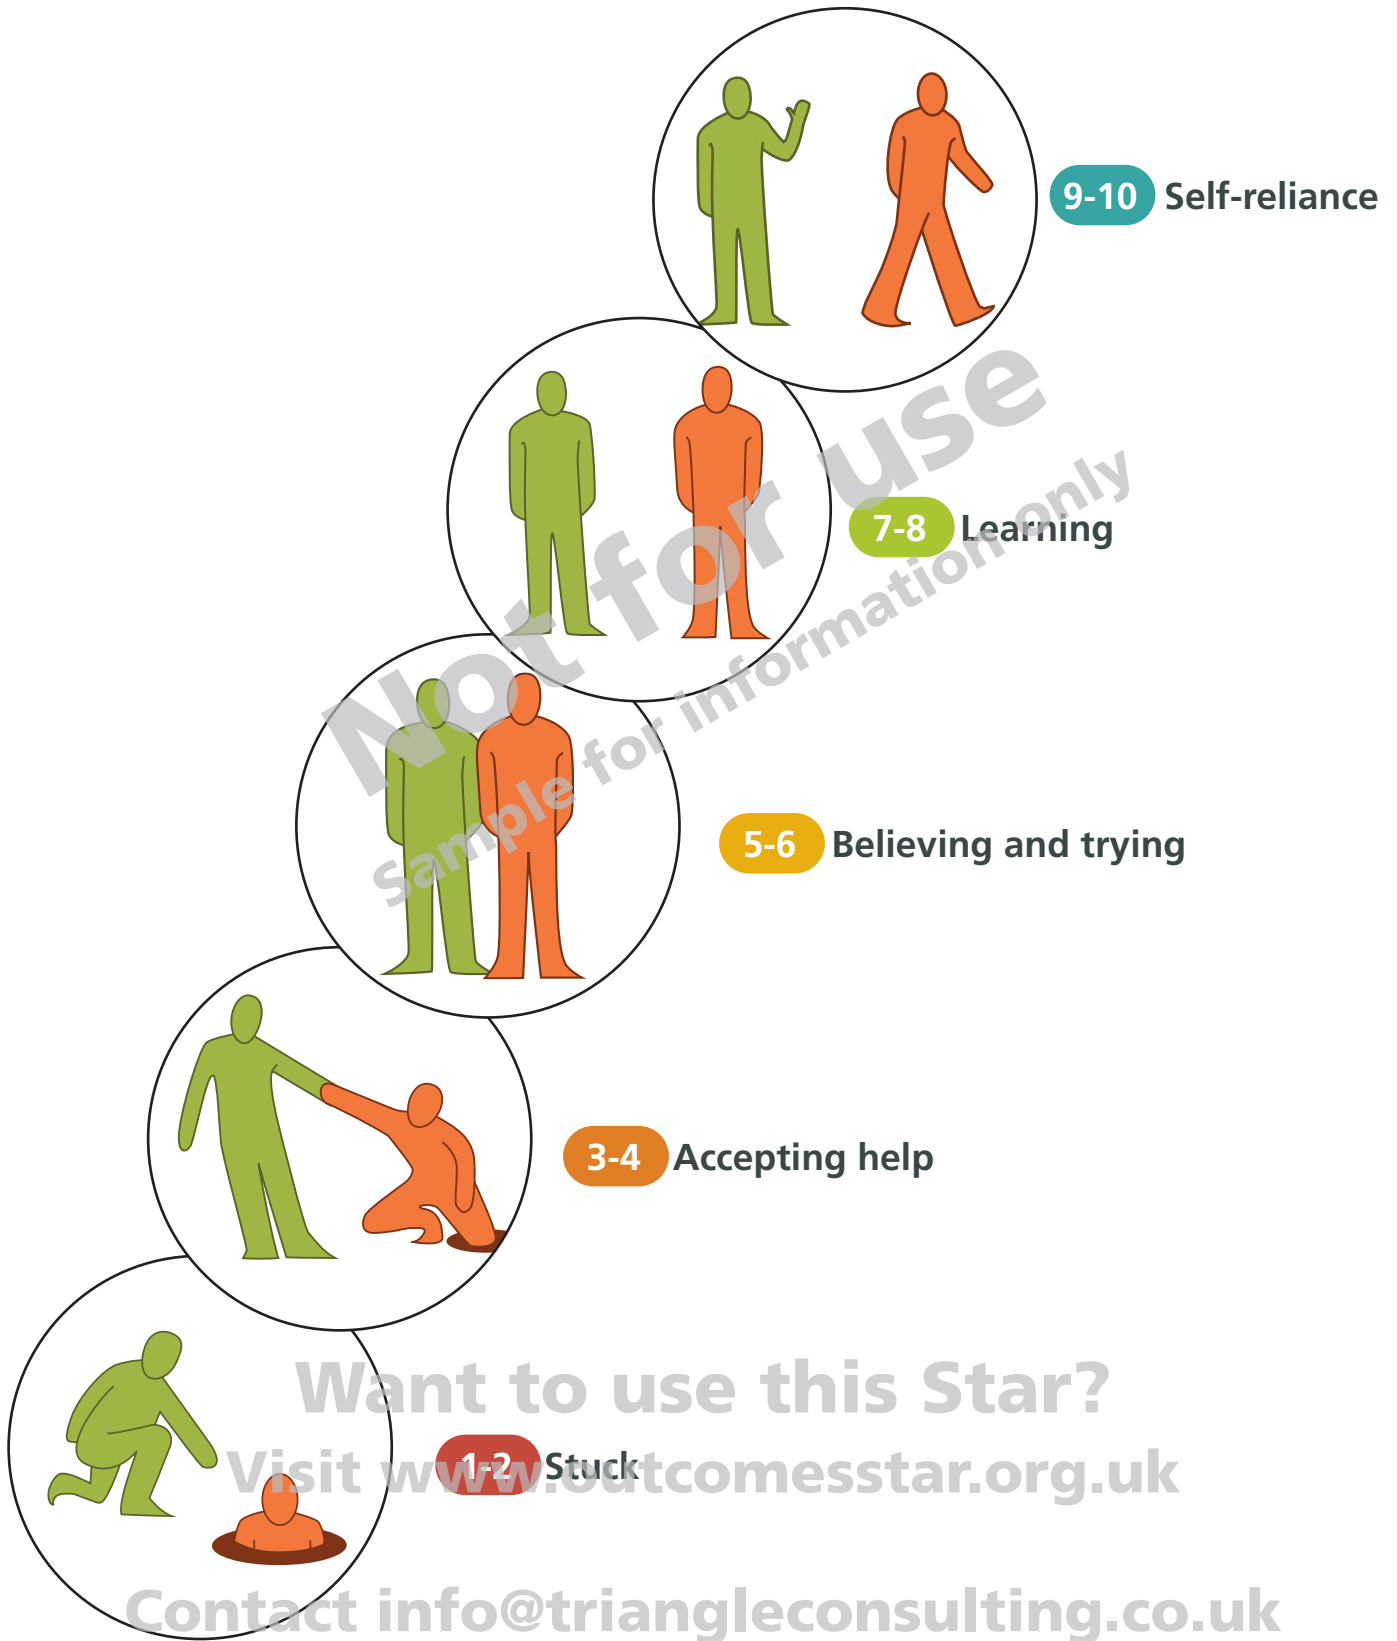 9-10 Self-reliance
7-8 Learning
Not for use
Sample for information only
5-6 Believing and trying
3-4 Accepting help
Want to use this Star?
1-2 Stuck
Visit www.outcomesstar.org.uk
Contact info@triangleconsulting.co.uk